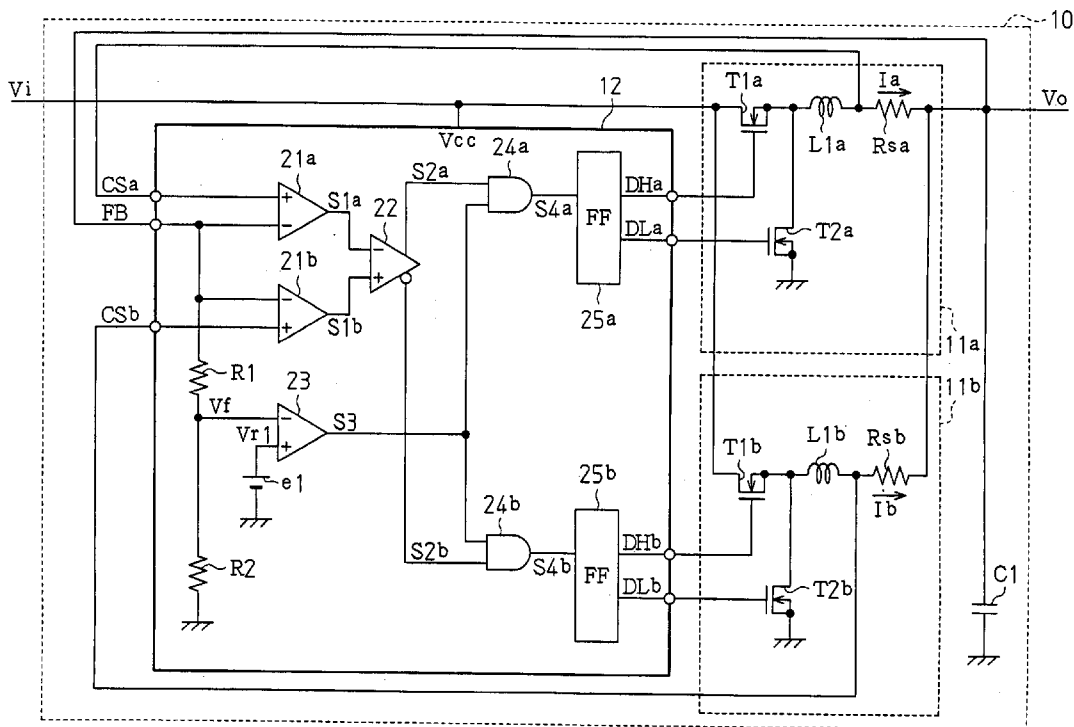 10
Vi
12
T1a
Ia
Vo
Vcc
24a
L1a
Rsa
CSa
21a
S2a
DHa
FB
S1a
22
S4a
FF
DLa
T2a
21b
CSb
S1b
25a
11a
R1
11b
23
Vf
Vr1
S3
L1b
Rsb
T1b
e1
25b
Ib
24b
R2
S2b
S4b
DHb
FF
DLb
T2b
C1